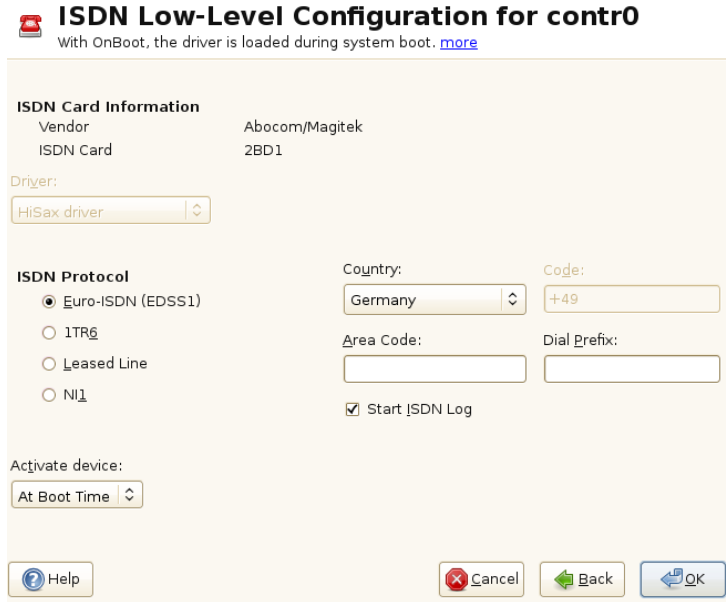 ISDN Low-Level Configuration for contr0
With OnBoot, the driver is loaded during system boot. more
ISDN Card Information
Vendor Abocom/Magitek
ISDN Card 2BD1
Driver:
HiSax driver
ISDN Protocol
Euro-ISDN (EDSS1)
1TR6
Leased Line
NI1
Country: Code:
Germany +49
Area Code: Dial Prefix:
Start ISDN Log
Activate device:
At Boot Time
Help Cancel Back OK